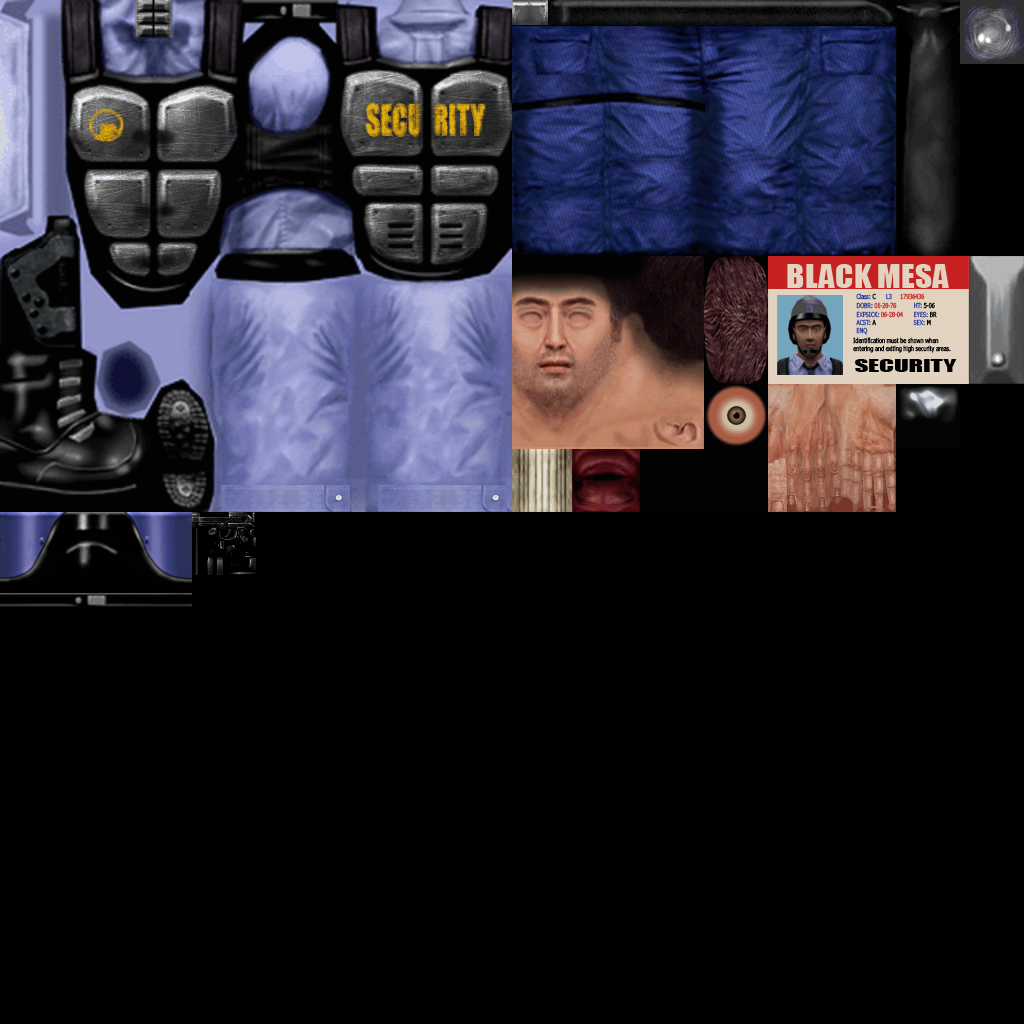 SECURITY
BLACK MESA
Class: C L3 17936436
DOBR: 06-28-76 HT: 5-06
EXPSICK: 06-28-04 EYES: BR
ACST: A SEX: M
ENQ
Identification must be shown when
entering and exiting high security areas.
SECURITY